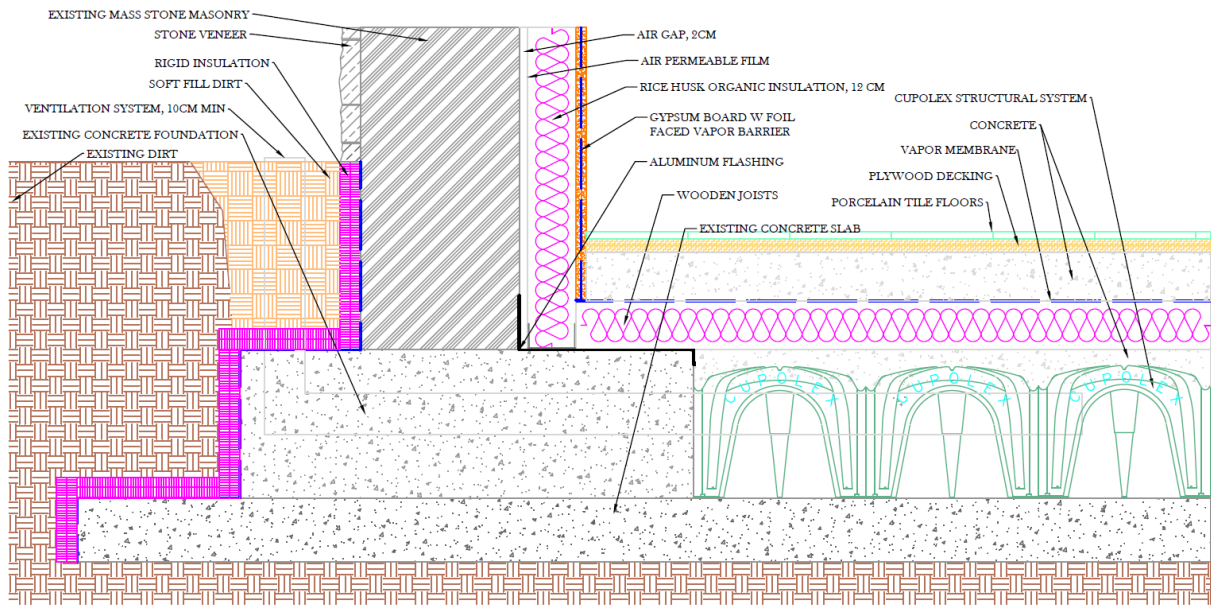 EXISTING MASS STONE MASONRY
STONE VENEER
RIGID INSULATION
SOFT FILL DIRT
VENTILATION SYSTEM, 10CM MIN
EXISTING CONCRETE FOUNDATION
EXISTING DIRT
AIR GAP, 2CM
AIR PERMEABLE FILM
RICE HUSK ORGANIC INSULATION, 12 CM
GYPSUM BOARD W FOIL
FACED VAPOR BARRIER
ALUMINUM FLASHING
WOODEN JOISTS
EXISTING CONCRETE SLAB
CUPOLEX STRUCTURAL SYSTEM
CONCRETE
VAPOR MEMBRANE
PLYWOOD DECKING
PORCELAIN TILE FLOORS
CUPOLEX
CUPOLEX
CUPOLEX